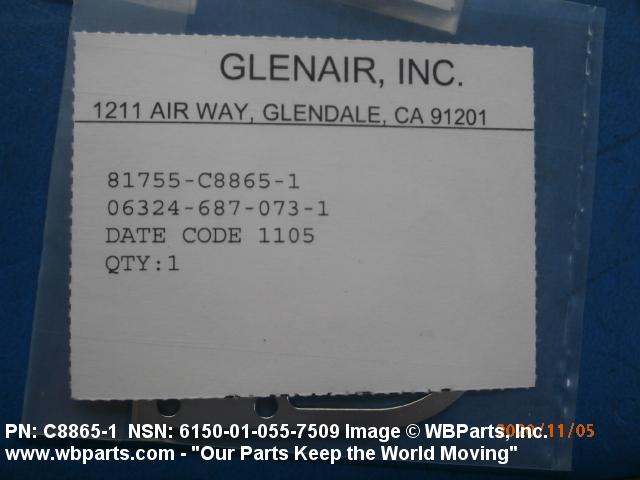 GLENAIR, INC.
1211 AIR WAY, GLENDALE, CA 91201
81755-C8865-1
06324-687-073-1
DATE CODE 1105
QTY:1
PN: C8865-1 NSN: 6150-01-055-7509 Image © WBParts, Inc.
/11/05
www.wbparts.com - "Our Parts Keep the World Moving"